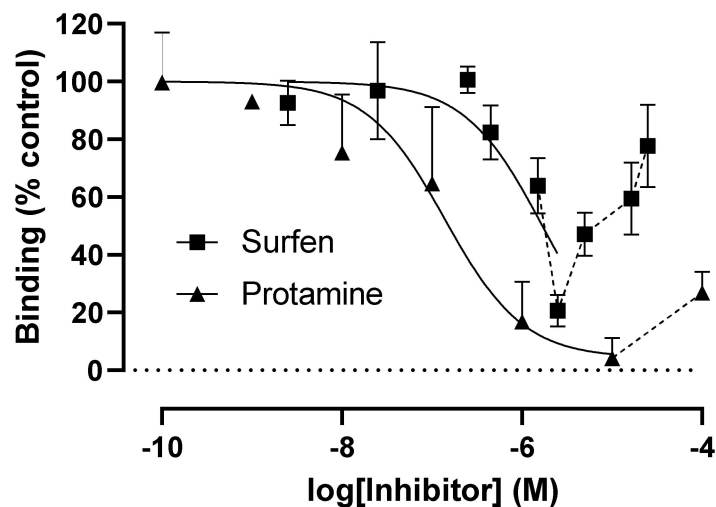 Binding (% control)
120
100
80
60
40
20
0
Surfen
Protamine
-10
-8
-6
-4
log[Inhibitor] (M)